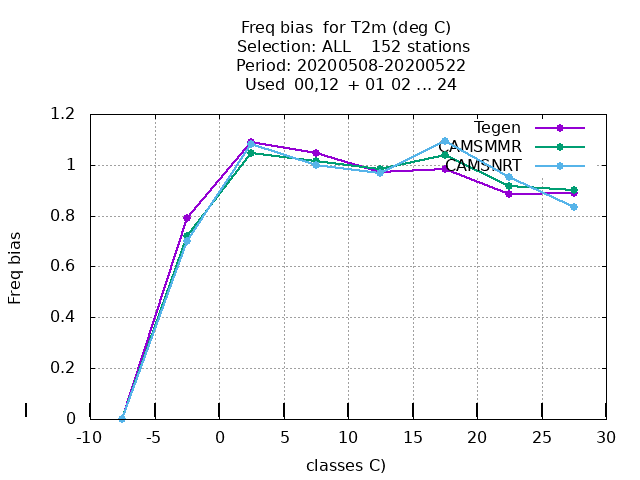 Freq bias  for T2m (deg C)
Selection: ALL    152 stations
Period: 20200508-20200522
Used  00,12  + 01 02 ... 24
Tegen
CAMSMMR
CAMSNRT
1.2
1
0.8
0.6
0.4
0.2
0
Freq bias
-10 -5 0 5 10 15 20 25 30
classes C)